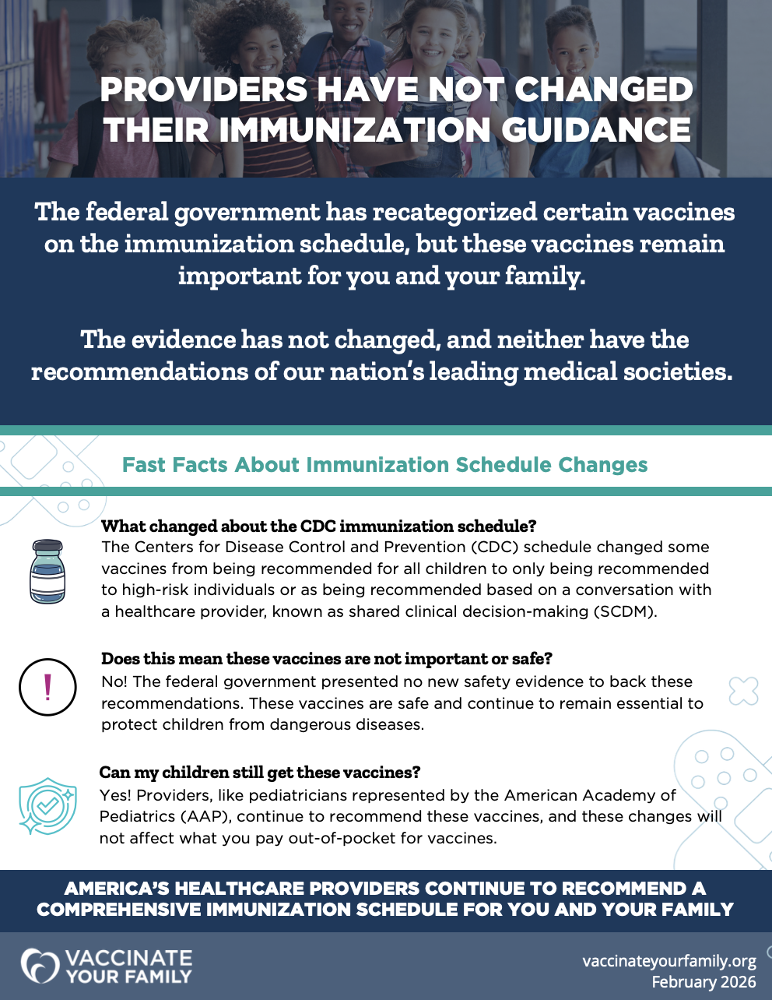 PROVIDERS HAVE NOT CHANGED
THEIR IMMUNIZATION GUIDANCE
The federal government has recategorized certain vaccines
on the immunization schedule, but these vaccines remain
important for you and your family.
The evidence has not changed, and neither have the
recommendations of our nation's leading medical societies.
Fast Facts About Immunization Schedule Changes
What changed about the CDC immunization schedule?
The Centers for Disease Control and Prevention (CDC) schedule changed some
vaccines from being recommended for all children to only being recommended
to high-risk individuals or as being recommended based on a conversation with
a healthcare provider, known as shared clinical decision-making (SCDM).
Does this mean these vaccines are not important or safe?
!
No! The federal government presented no new safety evidence to back these
recommendations. These vaccines are safe and continue to remain essential to
protect children from dangerous diseases.
Can my children still get these vaccines?
Yes! Providers, like pediatricians represented by the American Academy of
Pediatrics (AAP), continue to recommend these vaccines, and these changes will
not affect what you pay out-of-pocket for vaccines.
AMERICA'S HEALTHCARE PROVIDERS CONTINUE TO RECOMMEND A
COMPREHENSIVE IMMUNIZATION SCHEDULE FOR YOU AND YOUR FAMILY
VACCINATE
YOUR FAMILY
vaccinateyourfamily.org
February 2026